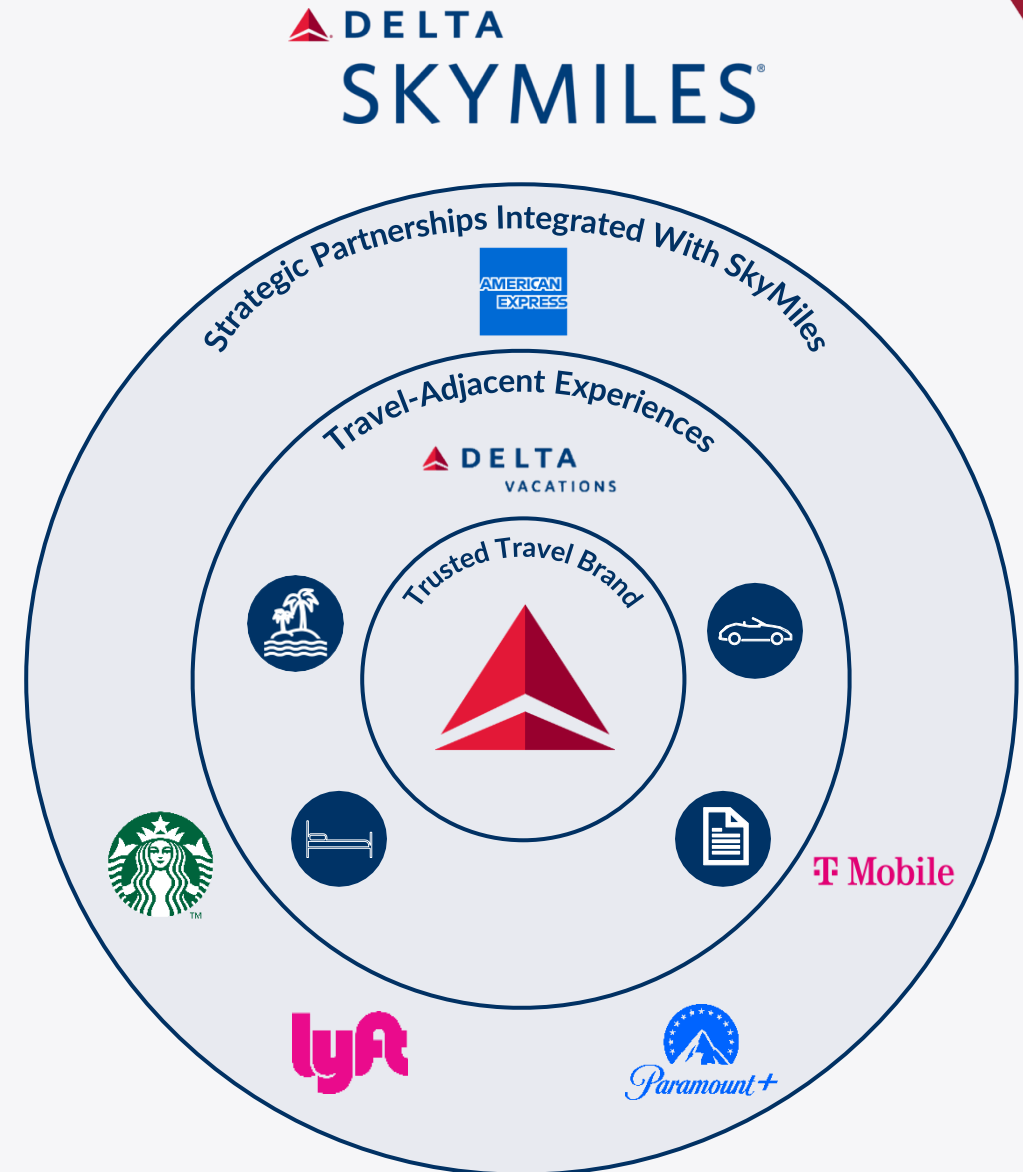 DELTA
SKYMILES®
Strategic Partnerships Integrated With SkyMiles
AMERICAN
EXPRESS
Travel-Adjacent Experiences
DELTA
VACATIONS
Trusted Travel Brand
TM
T Mobile
lyft
Paramount+